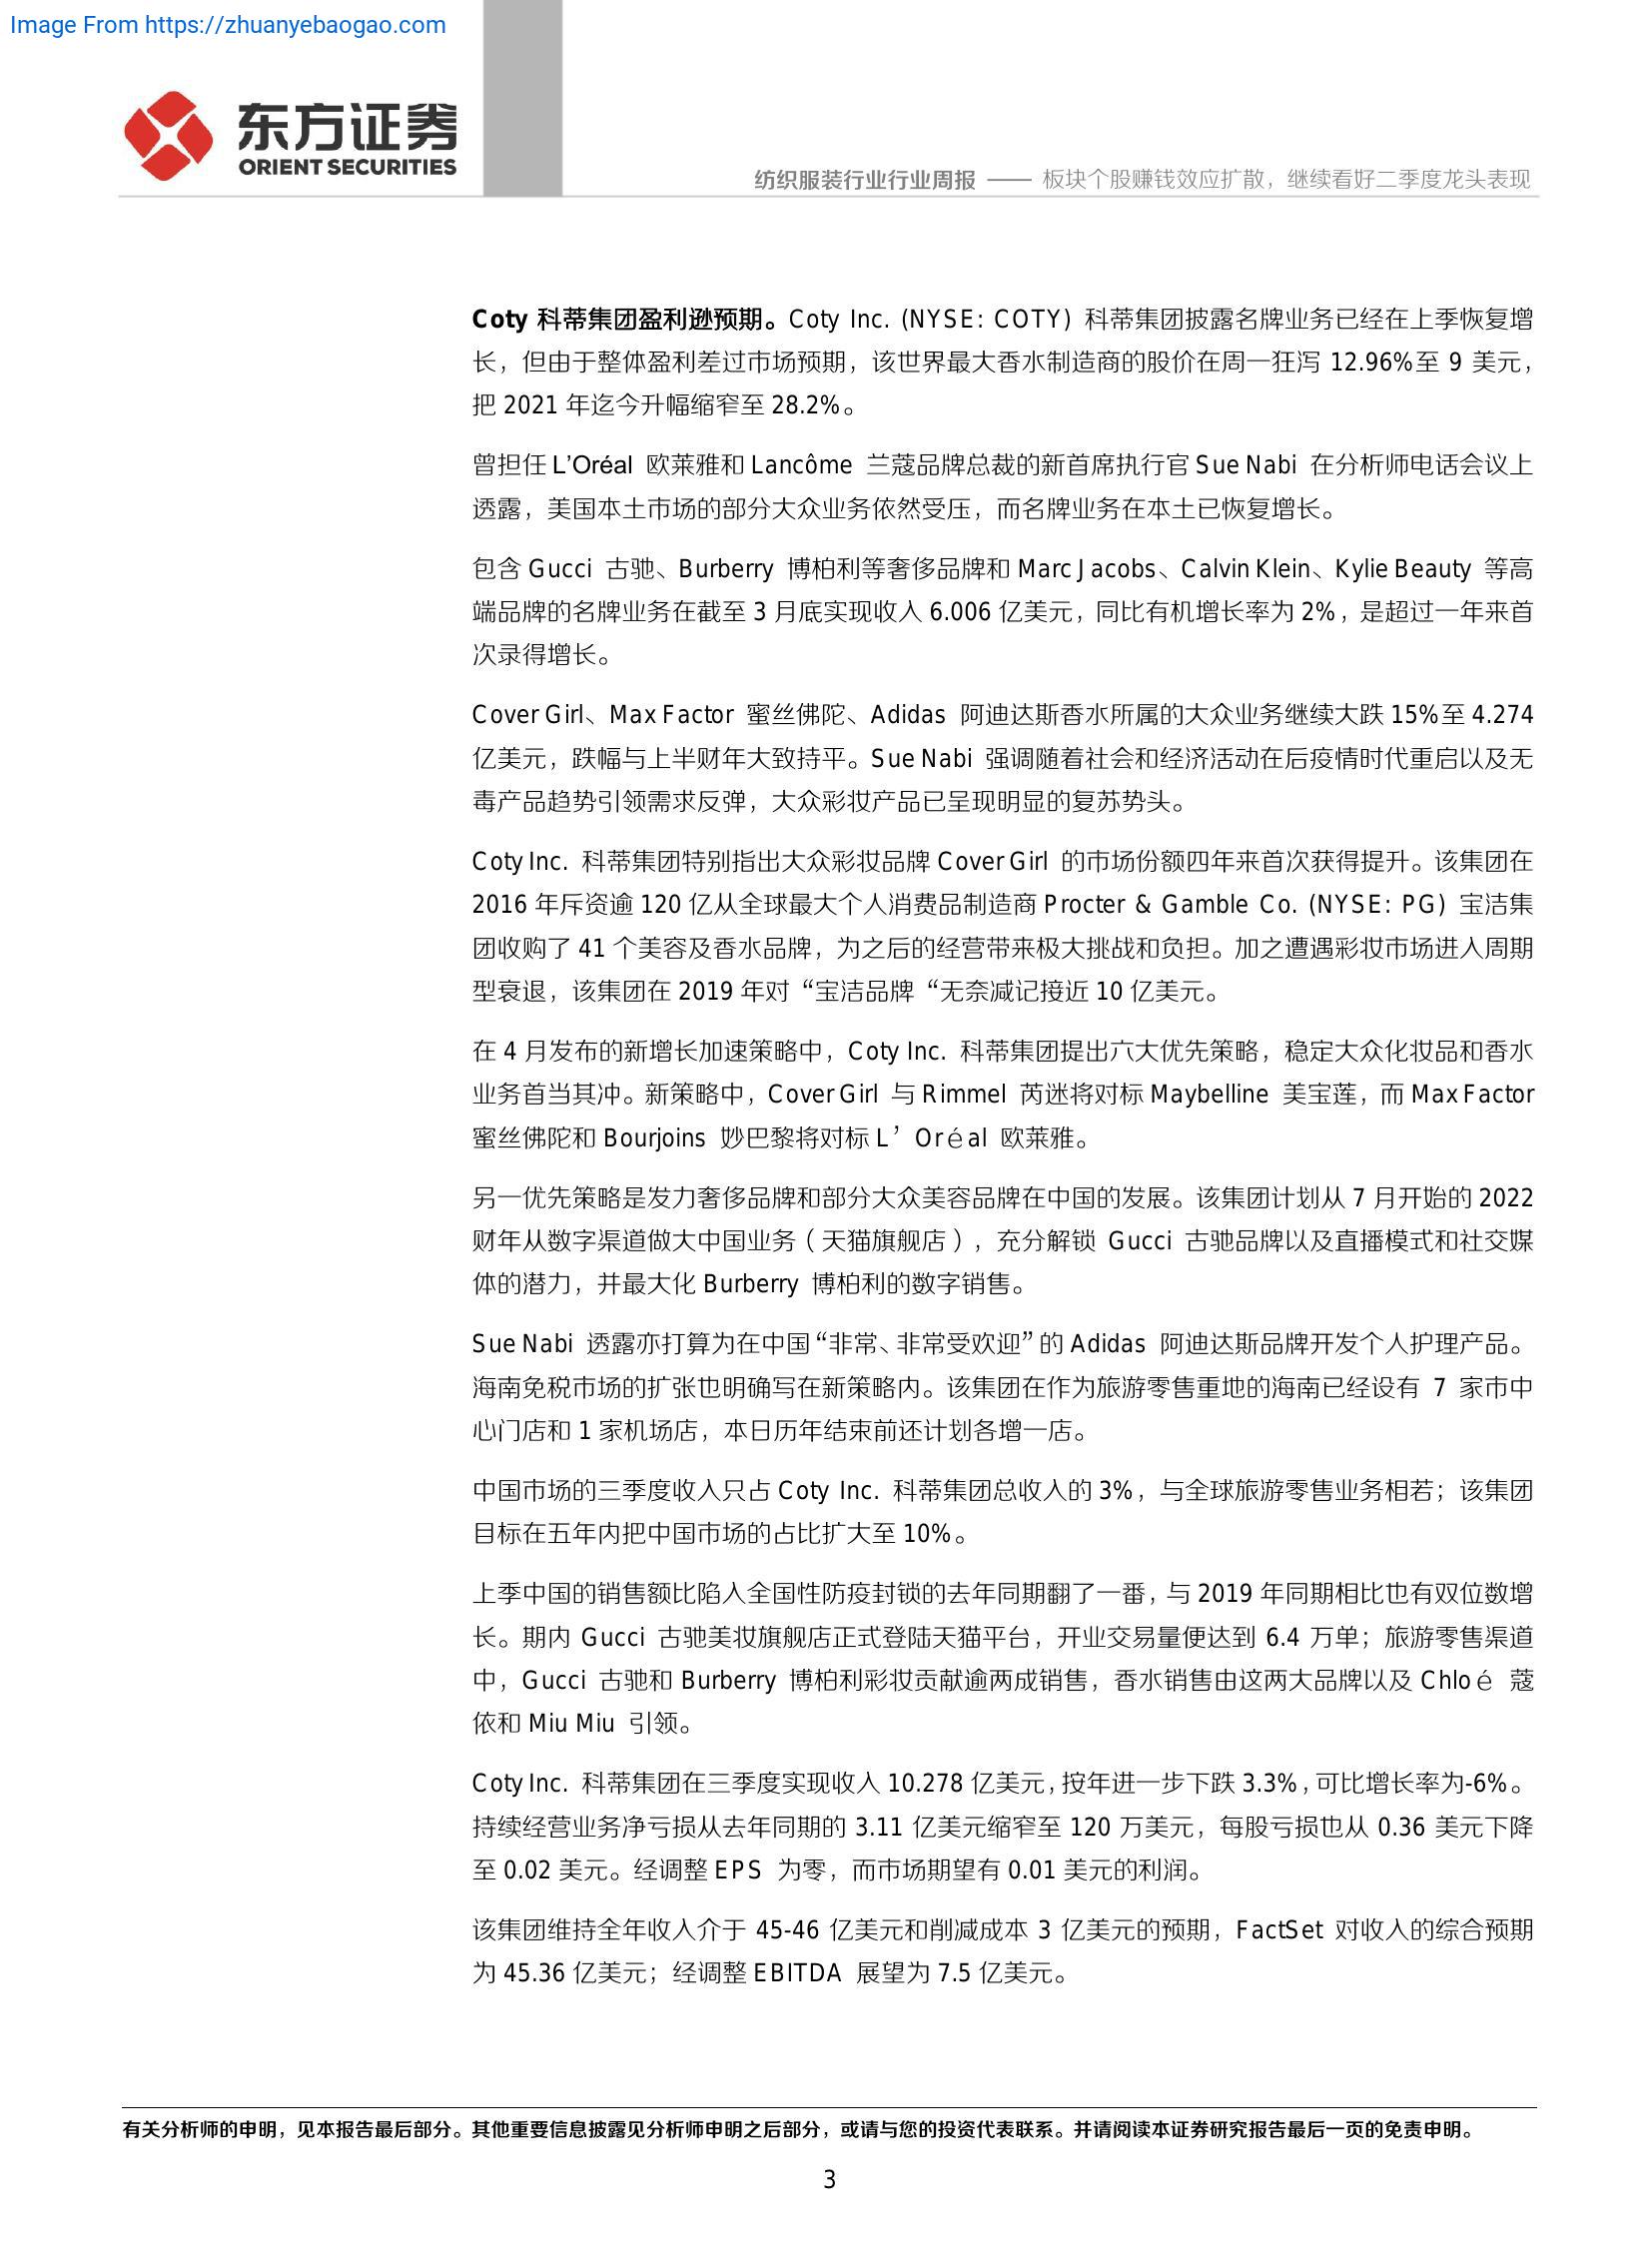 Image From https://zhuanyebaogao.com
东方证券
ORIENT SECURITIES
纺织服装行业行业周报 —— 板块个股赚钱效应扩散，继续看好二季度龙头表现
Coty 科蒂集团盈利逊预期。Coty Inc. (NYSE: COTY) 科蒂集团披露名牌业务已经在上季恢复增
长，但由于整体盈利差过市场预期，该世界最大香水制造商的股价在周一狂泻 12.96%至 9 美元，
把 2021 年迄今升幅缩窄至 28.2%。
曾担任 L’Oréal 欧莱雅和 Lancôme 兰蔻品牌总裁的新首席执行官 Sue Nabi 在分析师电话会议上
透露，美国本土市场的部分大众业务依然受压，而名牌业务在本土已恢复增长。
包含 Gucci 古驰、Burberry 博柏利等奢侈品牌和 Marc Jacobs、Calvin Klein、Kylie Beauty 等高
端品牌的名牌业务在截至 3 月底实现收入 6.006 亿美元，同比有机增长率为 2%，是超过一年来首
次录得增长。
Cover Girl、Max Factor 蜜丝佛陀、Adidas 阿迪达斯香水所属的大众业务继续大跌 15%至 4.274
亿美元，跌幅与上半财年大致持平。Sue Nabi 强调随着社会和经济活动在后疫情时代重启以及无
毒产品趋势引领需求反弹，大众彩妆产品已呈现明显的复苏势头。
Coty Inc. 科蒂集团特别指出大众彩妆品牌 Cover Girl 的市场份额四年来首次获得提升。该集团在
2016 年斥资逾 120 亿从全球最大个人消费品制造商 Procter & Gamble Co. (NYSE: PG) 宝洁集
团收购了 41 个美容及香水品牌，为之后的经营带来极大挑战和负担。加之遭遇彩妆市场进入周期
型衰退，该集团在 2019 年对“宝洁品牌“无奈减记接近 10 亿美元。
在 4 月发布的新增长加速策略中，Coty Inc. 科蒂集团提出六大优先策略，稳定大众化妆品和香水
业务首当其冲。新策略中，Cover Girl 与 Rimmel 芮迷将对标 Maybelline 美宝莲，而 Max Factor
蜜丝佛陀和 Bourjoins 妙巴黎将对标 L’Oréal 欧莱雅。
另一优先策略是发力奢侈品牌和部分大众美容品牌在中国的发展。该集团计划从 7 月开始的 2022
财年从数字渠道做大中国业务（天猫旗舰店），充分解锁 Gucci 古驰品牌以及直播模式和社交媒
体的潜力，并最大化 Burberry 博柏利的数字销售。
Sue Nabi 透露亦打算为在中国“非常、非常受欢迎”的 Adidas 阿迪达斯品牌开发个人护理产品。
海南免税市场的扩张也明确写在新策略内。该集团在作为旅游零售重地的海南已经设有 7 家市中
心门店和 1 家机场店，本日历年结束前还计划各增一店。
中国市场的三季度收入只占 Coty Inc. 科蒂集团总收入的 3%，与全球旅游零售业务相若；该集团
目标在五年内把中国市场的占比扩大至 10%。
上季中国的销售额比陷入全国性防疫封锁的去年同期翻了一番，与 2019 年同期相比也有双位数增
长。期内 Gucci 古驰美妆旗舰店正式登陆天猫平台，开业交易量便达到 6.4 万单；旅游零售渠道
中，Gucci 古驰和 Burberry 博柏利彩妆贡献逾两成销售，香水销售由这两大品牌以及 Chloé 蔻
依和 Miu Miu 引领。
Coty Inc. 科蒂集团在三季度实现收入 10.278 亿美元，按年进一步下跌 3.3%，可比增长率为-6%。
持续经营业务净亏损从去年同期的 3.11 亿美元缩窄至 120 万美元，每股亏损也从 0.36 美元下降
至 0.02 美元。经调整 EPS 为零，而市场期望有 0.01 美元的利润。
该集团维持全年收入介于 45-46 亿美元和削减成本 3 亿美元的预期，FactSet 对收入的综合预期
为 45.36 亿美元；经调整 EBITDA 展望为 7.5 亿美元。
有关分析师的申明，见本报告最后部分。其他重要信息披露见分析师申明之后部分，或请与您的投资代表联系。并请阅读本证券研究报告最后一页的免责申明。
3